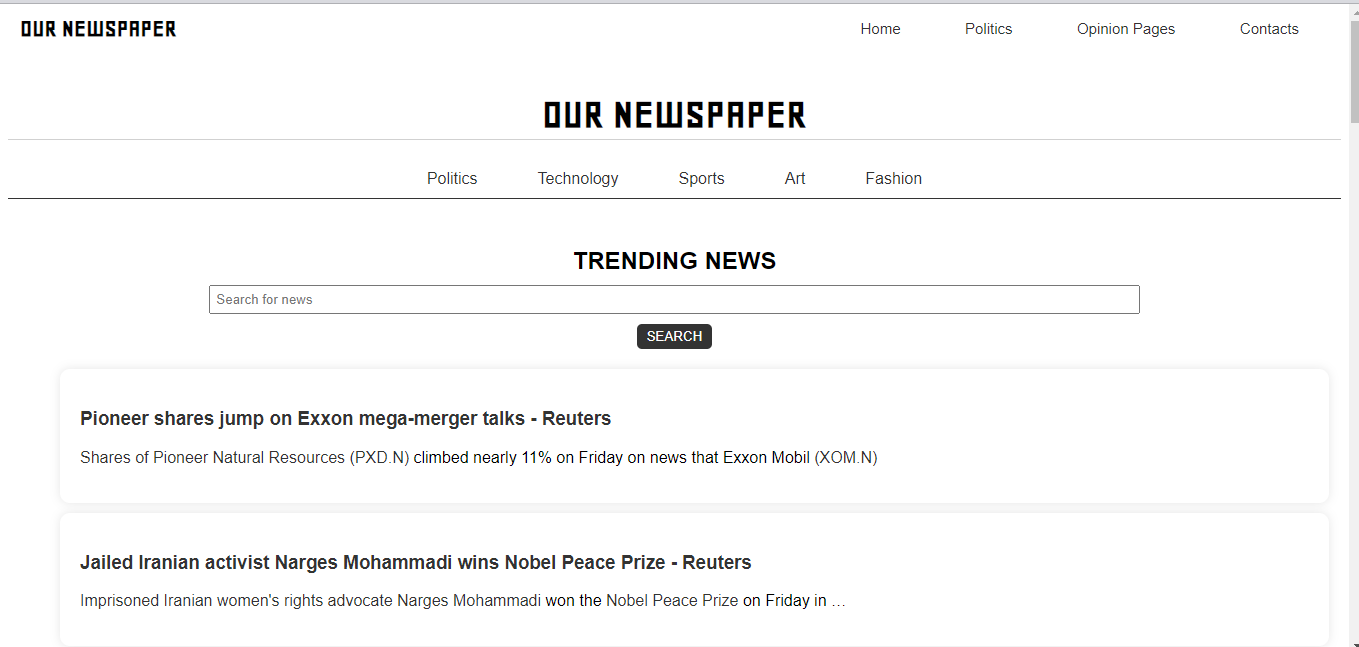 OUR NEWSPAPER
Home Politics Opinion Pages Contacts
OUR NEWSPAPER
Politics Technology Sports Art Fashion
TRENDING NEWS
Search for news
SEARCH
Pioneer shares jump on Exxon mega-merger talks - Reuters
Shares of Pioneer Natural Resources (PXD.N) climbed nearly 11% on Friday on news that Exxon Mobil (XOM.N)
Jailed Iranian activist Narges Mohammadi wins Nobel Peace Prize - Reuters
Imprisoned Iranian women's rights advocate Narges Mohammadi won the Nobel Peace Prize on Friday in …